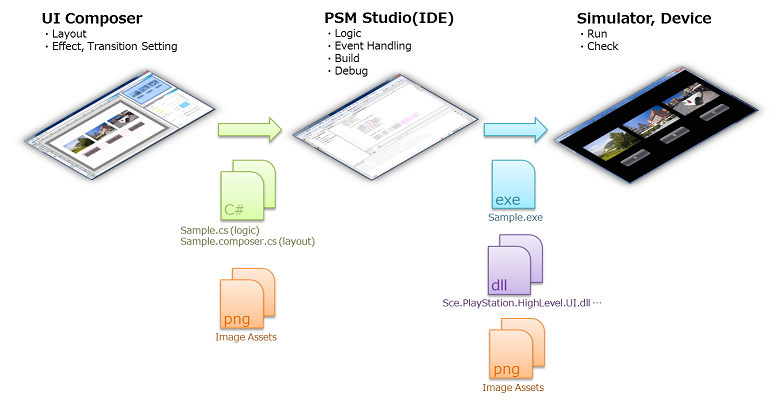 UI Composer
・Layout
・Effect, Transition Setting
PSM Studio(IDE)
・Logic
・Event Handling
・Build
・Debug
Simulator, Device
・Run
・Check
C#
Sample.cs (logic)
Sample.composer.cs (layout)
png
Image Assets
exe
Sample.exe
dll
Sce.PlayStation.HighLevel.UI.dll …
png
Image Assets